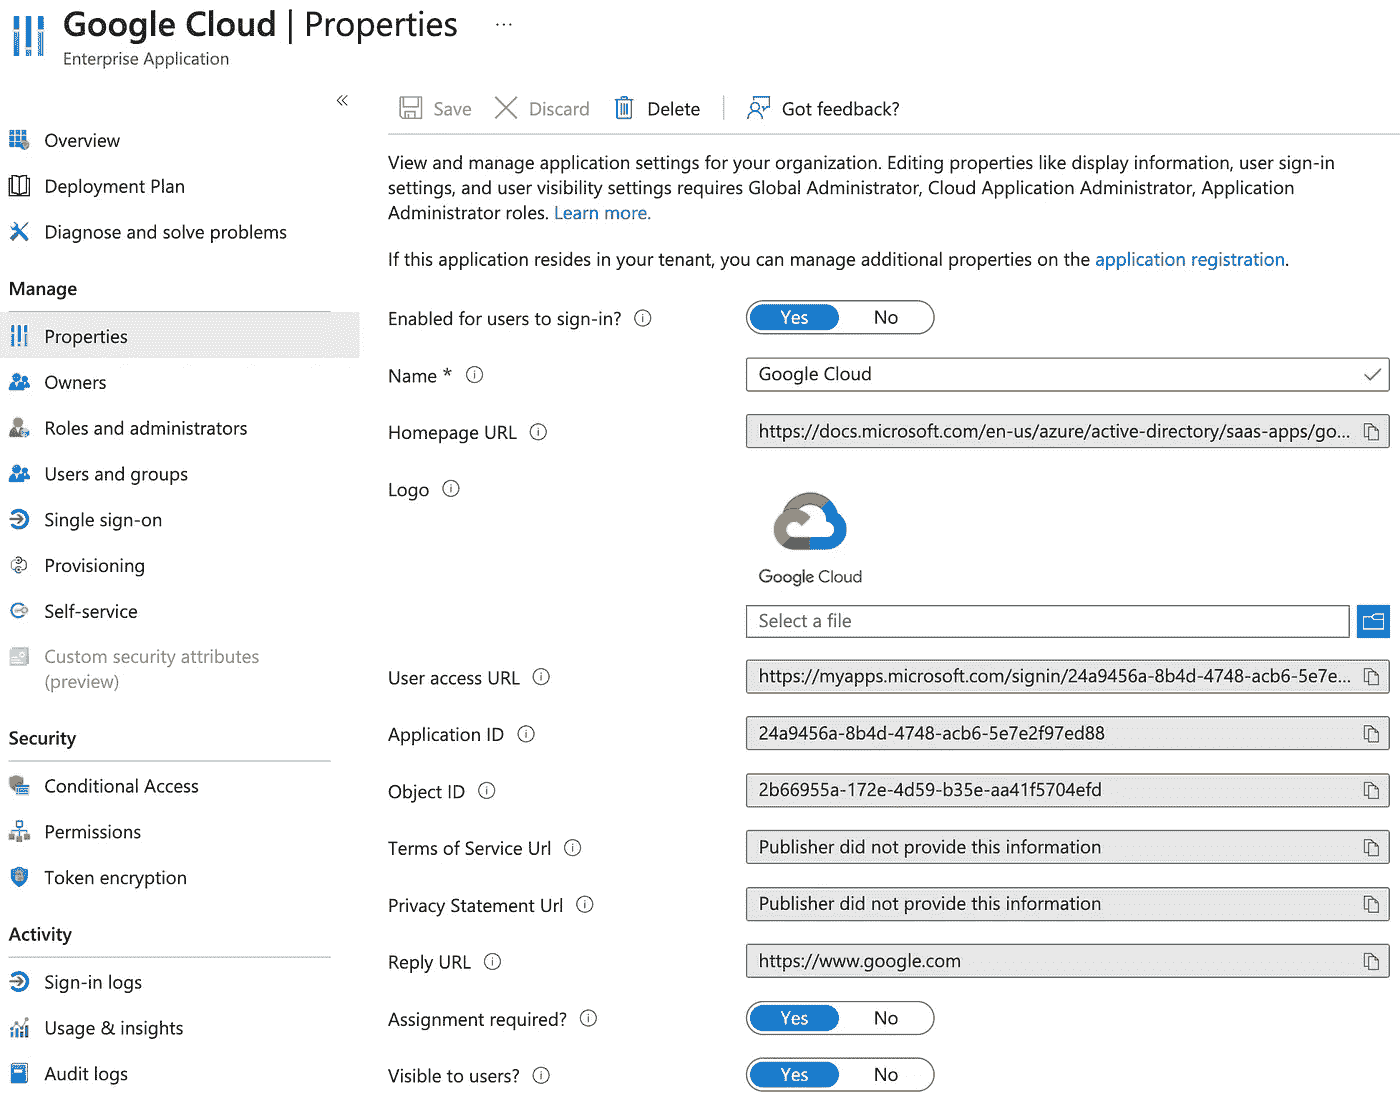 Google Cloud | Properties ...
Enterprise Application
«
Overview
Deployment Plan
Diagnose and solve problems
Manage
Properties
Owners
Roles and administrators
Users and groups
Single sign-on
Provisioning
Self-service
Custom security attributes
(preview)
Security
Conditional Access
Permissions
Token encryption
Activity
Sign-in logs
Usage & insights
Audit logs
Save Discard Delete Got feedback?
View and manage application settings for your organization. Editing properties like display information, user sign-in
settings, and user visibility settings requires Global Administrator, Cloud Application Administrator, Application
Administrator roles. Learn more.
If this application resides in your tenant, you can manage additional properties on the application registration.
Enabled for users to sign-in? Yes No
Name * Google Cloud
Homepage URL https://docs.microsoft.com/en-us/azure/active-directory/saas-apps/go...
Logo
Google Cloud
Select a file
User access URL https://myapps.microsoft.com/signin/24a9456a-8b4d-4748-acb6-5e7e...
Application ID 24a9456a-8b4d-4748-acb6-5e7e2f97ed88
Object ID 2b66955a-172e-4d59-b35e-aa41f5704efd
Terms of Service Url Publisher did not provide this information
Privacy Statement Url Publisher did not provide this information
Reply URL https://www.google.com
Assignment required? Yes No
Visible to users? Yes No